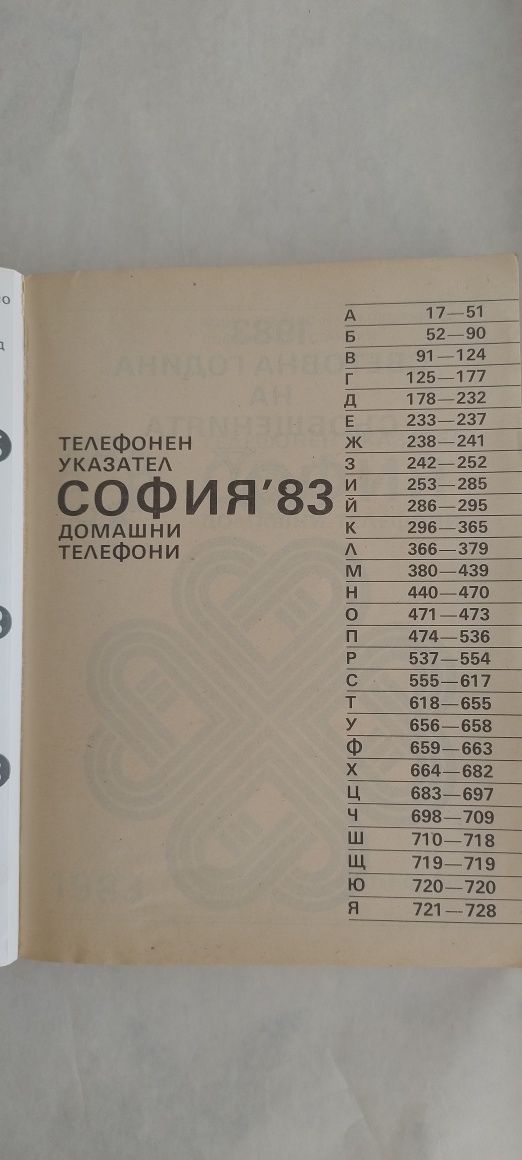 ТЕЛЕФОНЕН
УКАЗАТЕЛ
СОФИЯ'83
ДОМАШНИ
ТЕЛЕФОНИ
А 17—51
Б 52—90
В 91—124
Г 125—177
Д 178—232
Е 233—237
Ж 238—241
З 242—252
И 253—285
Й 286—295
К 296—365
Л 366—379
М 380—439
Н 440—470
О 471—473
П 474—536
Р 537—554
С 555—617
Т 618—655
У 656—658
Ф 659—663
Х 664—682
Ц 683—697
Ч 698—709
Ш 710—718
Щ 719—719
Ю 720—720
Я 721—728